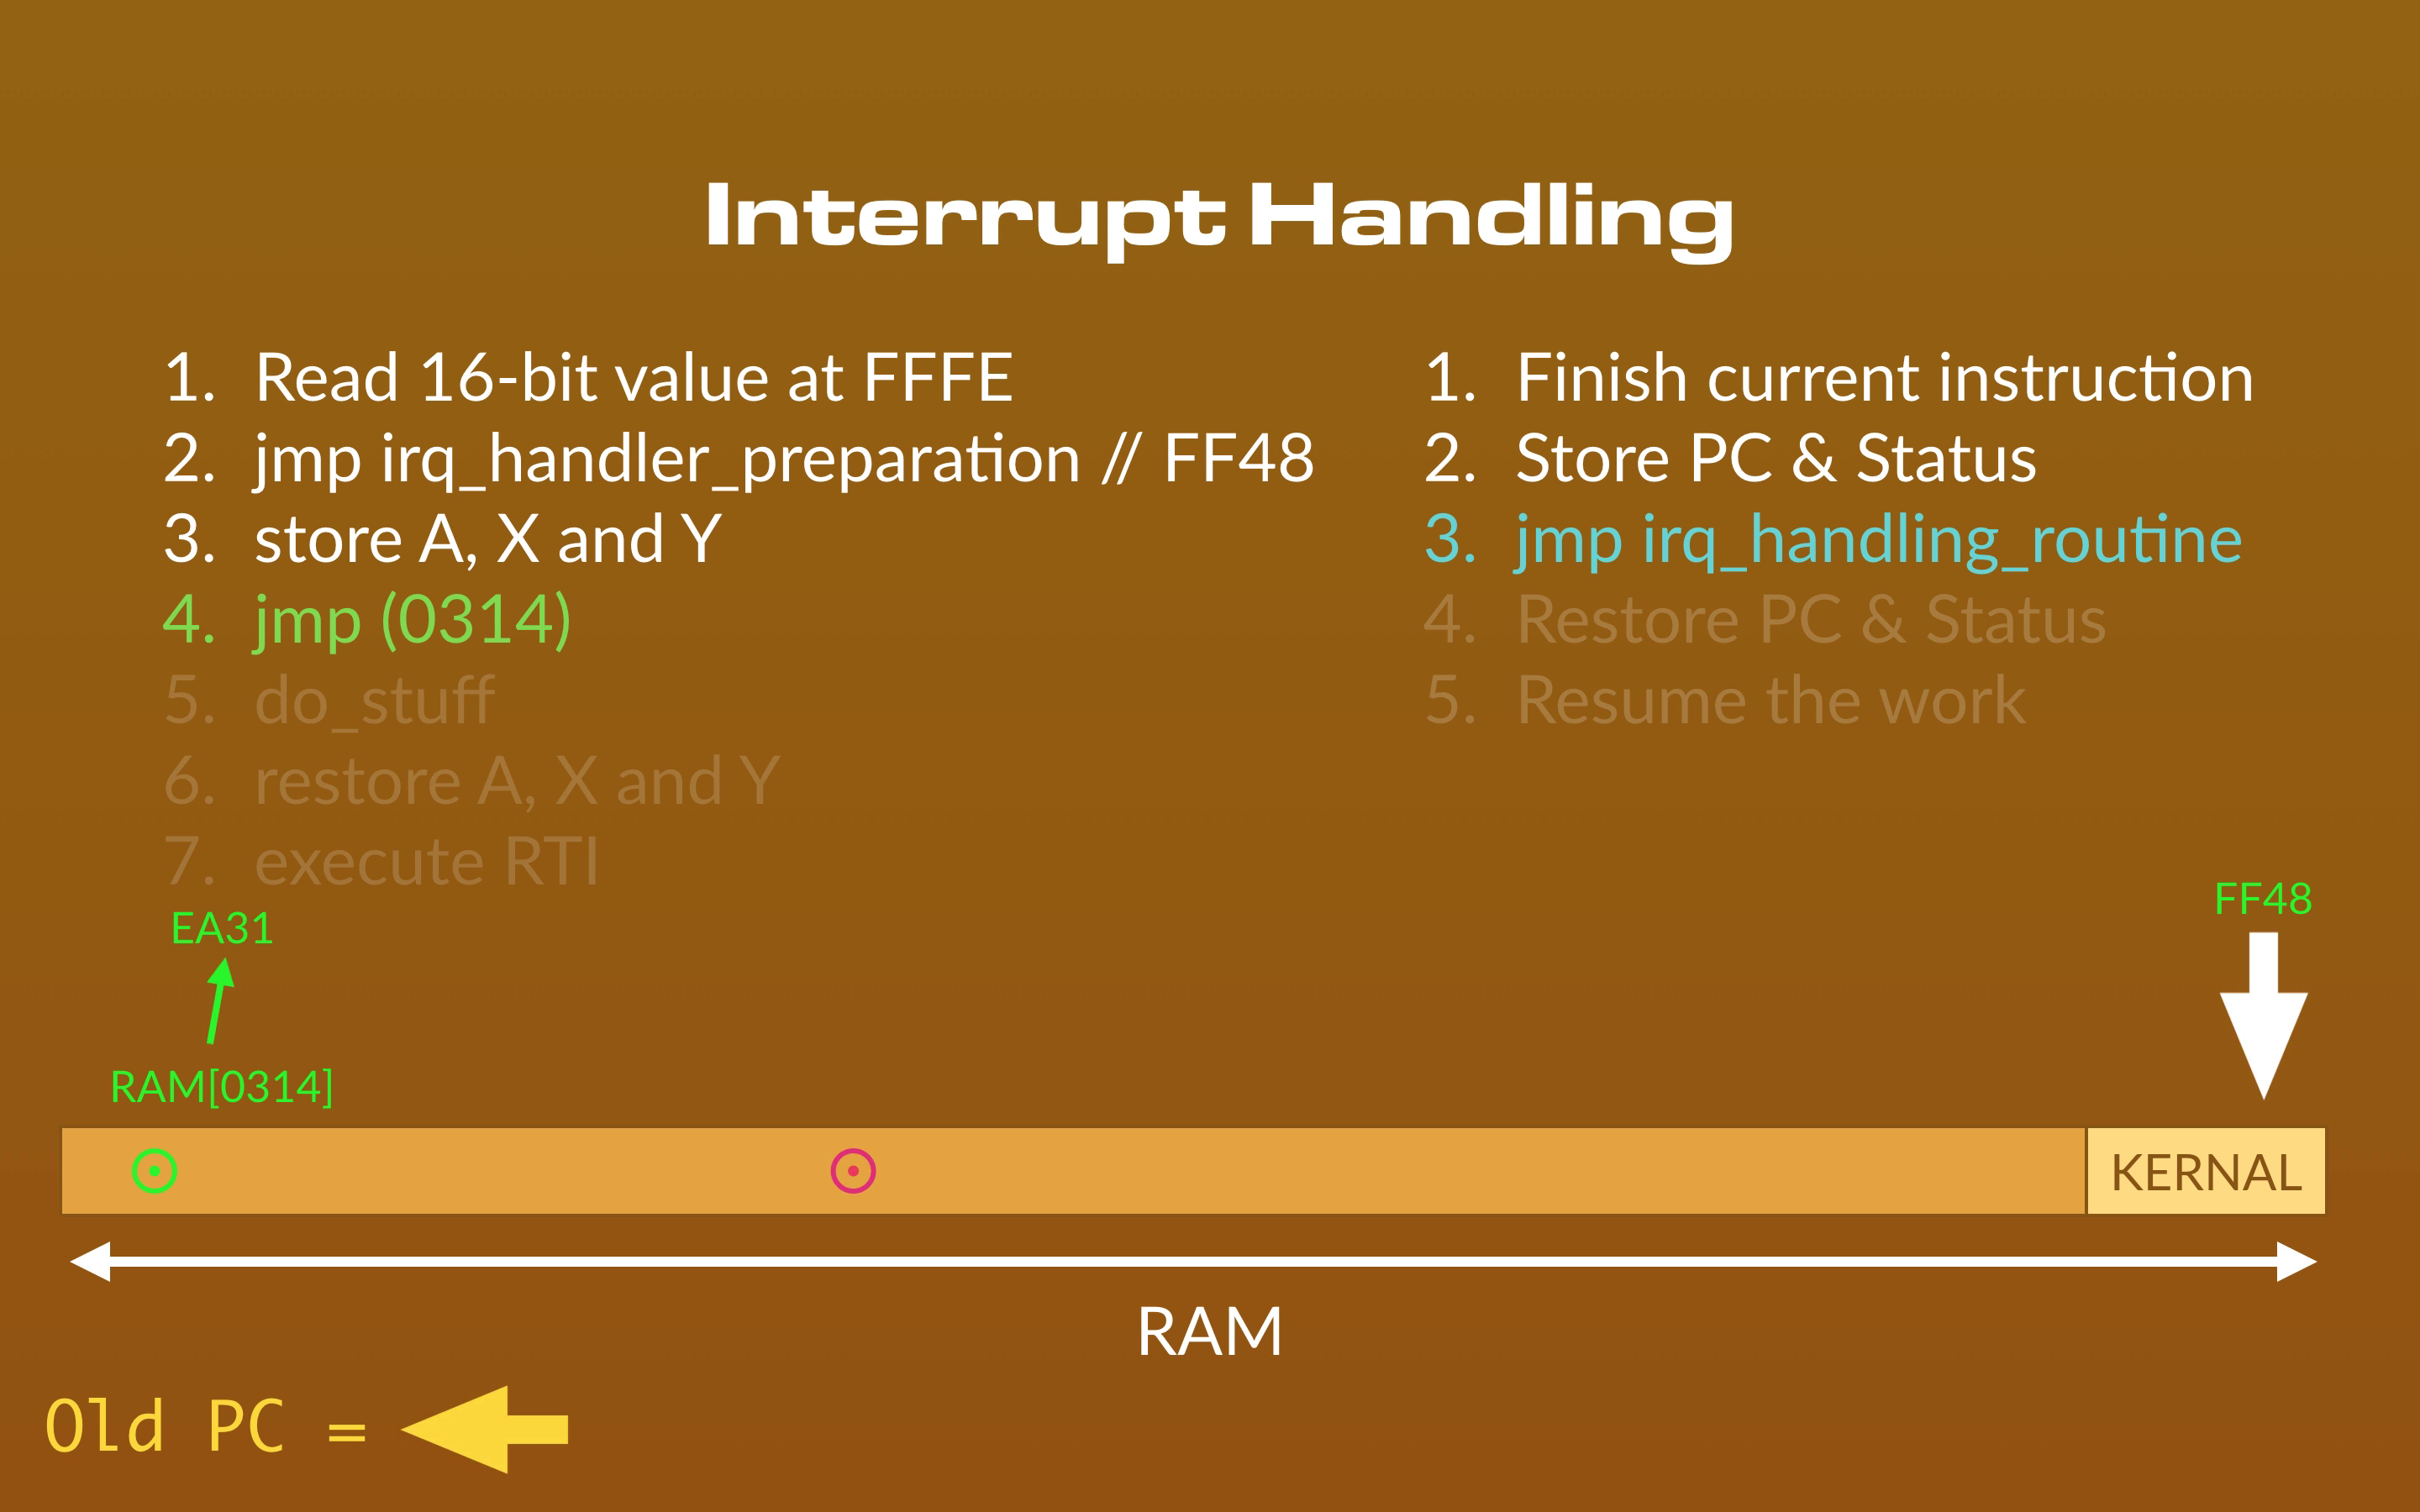 Interrupt Handling
1. Read 16-bit value at FFFE
2. jmp irq_handler_preparation // FF48
3. store A, X and Y
4. jmp (0314)
5. do_stuff
6. restore A, X and Y
7. execute RTI
1. Finish current instruction
2. Store PC & Status
3. jmp irq_handling_routine
4. Restore PC & Status
5. Resume the work
FF48
EA31
RAM[0314]
KERNAL
RAM
Old PC =